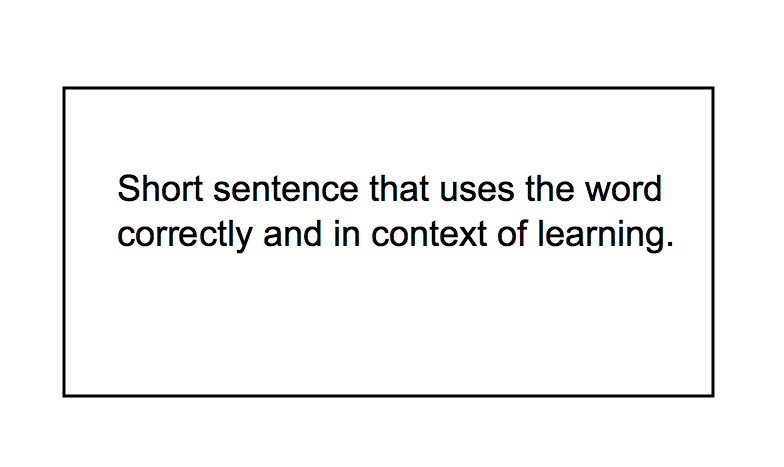 Short sentence that uses the word
correctly and in context of learning.